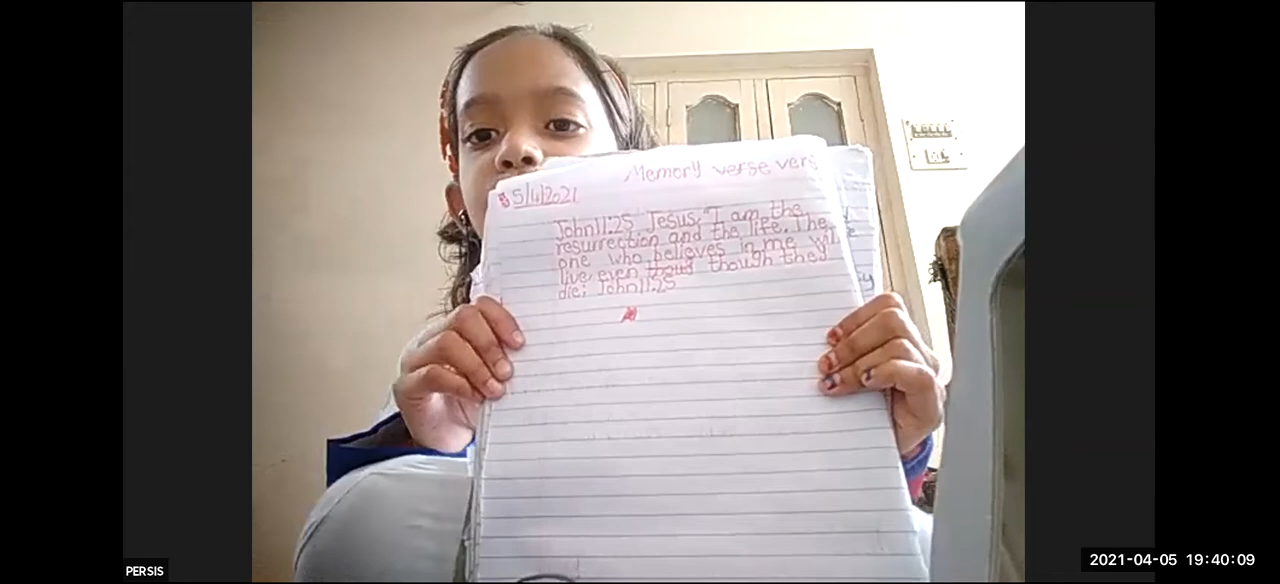 Memory verse vers
5/4/2021
John11:25 Jesus, I am the
resurrection and the life. The
one who believes in me will
live, even thoug though they
die; John11:25
PERSIS
2021-04-05 19:40:09